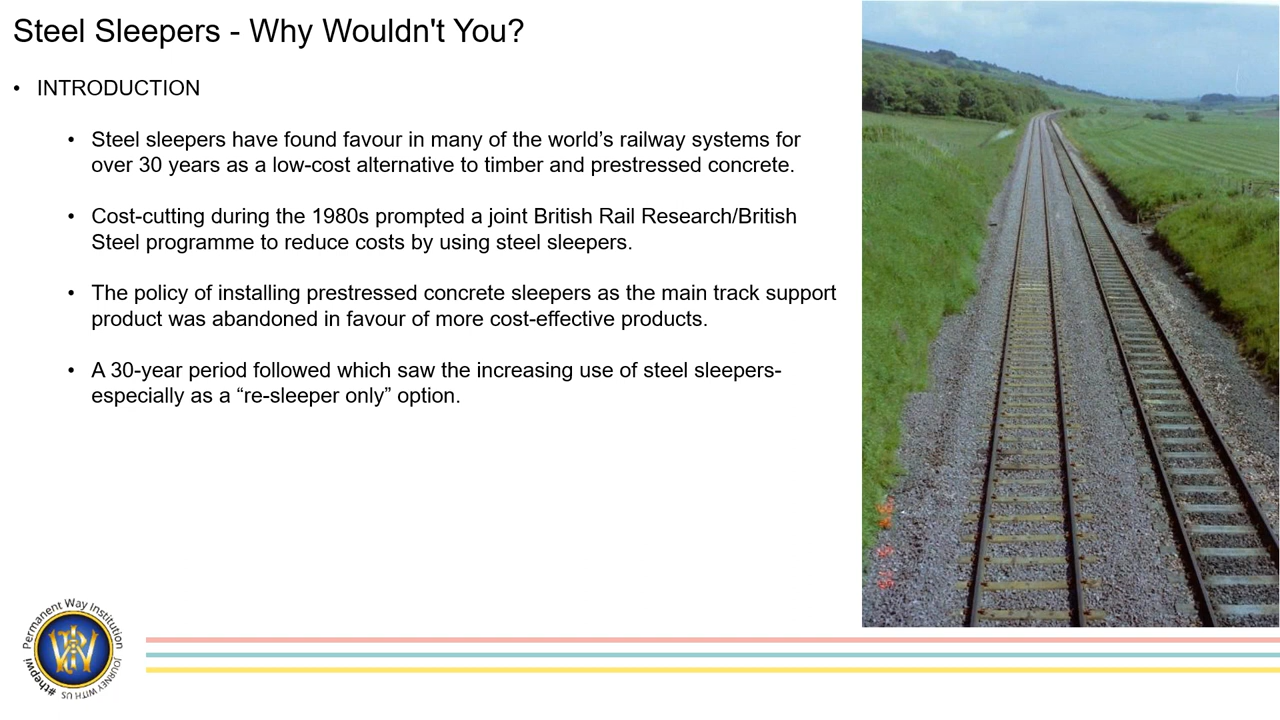 Steel Sleepers - Why Wouldn't You?
• INTRODUCTION
• Steel sleepers have found favour in many of the world’s railway systems for
over 30 years as a low-cost alternative to timber and prestressed concrete.
• Cost-cutting during the 1980s prompted a joint British Rail Research/British
Steel programme to reduce costs by using steel sleepers.
• The policy of installing prestressed concrete sleepers as the main track support
product was abandoned in favour of more cost-effective products.
• A 30-year period followed which saw the increasing use of steel sleepers-
especially as a “re-sleeper only” option.
Permanent Way Institution
#thepwi JOURNEY WITH US
PWI